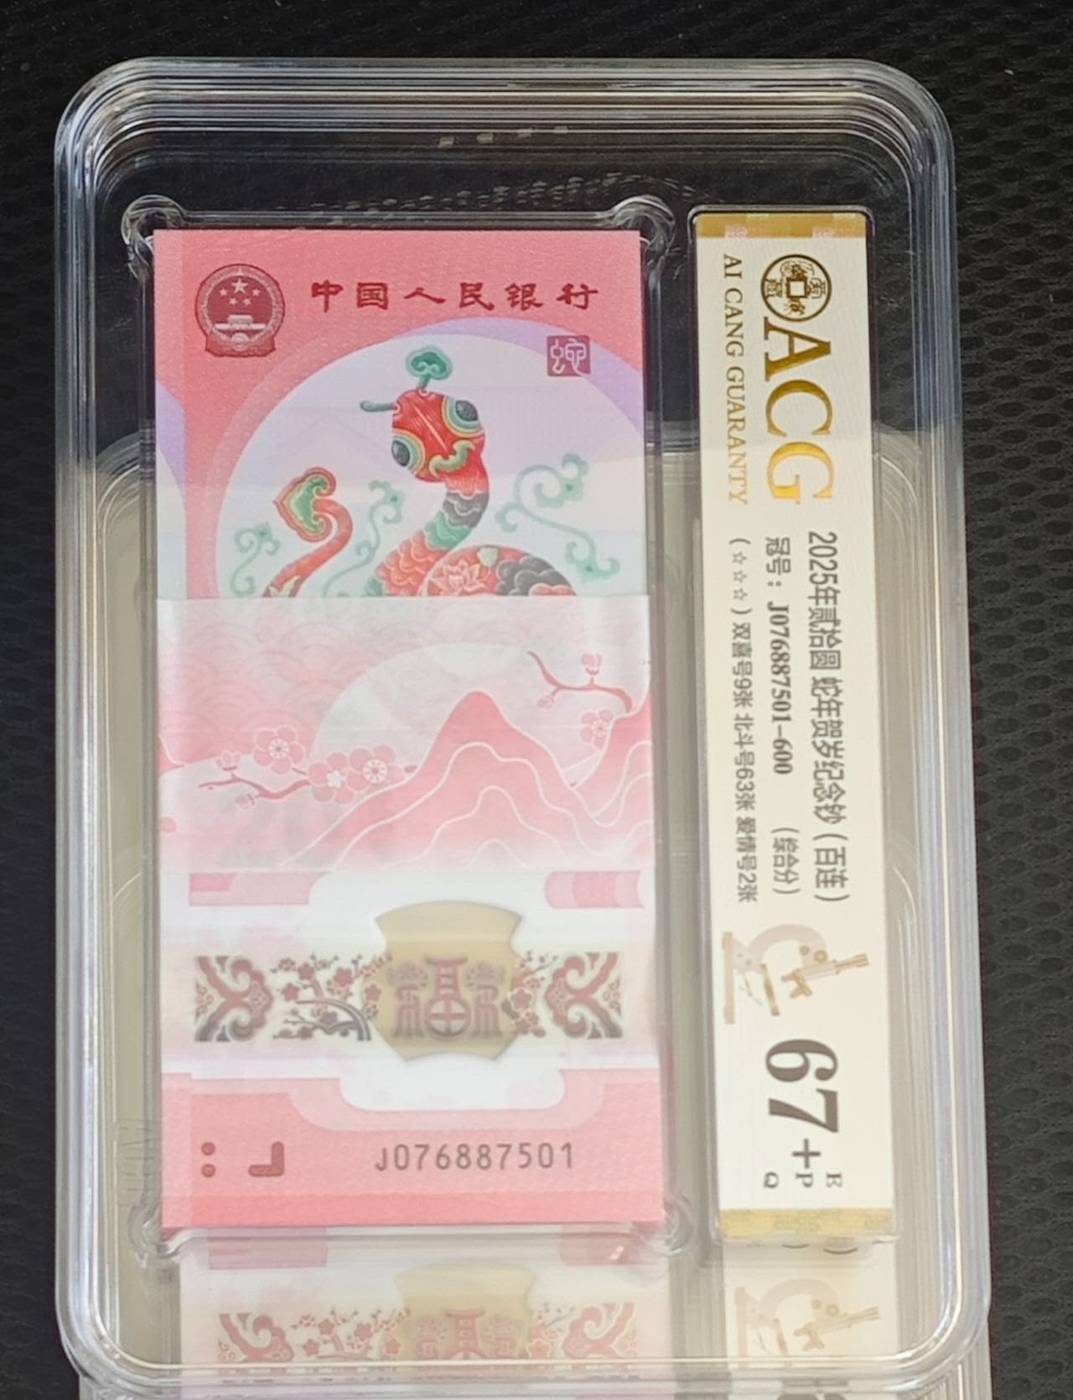 中国人民银行
蛇
福
J076887501
ACG
AI CANG GUARANTY
2025年贰拾圆 蛇年贺岁纪念钞(百连)
冠号:J076887501-600 (综合分)
(☆☆☆)双喜号9张 北斗号63张 爱情号2张
67+
E
P
Q